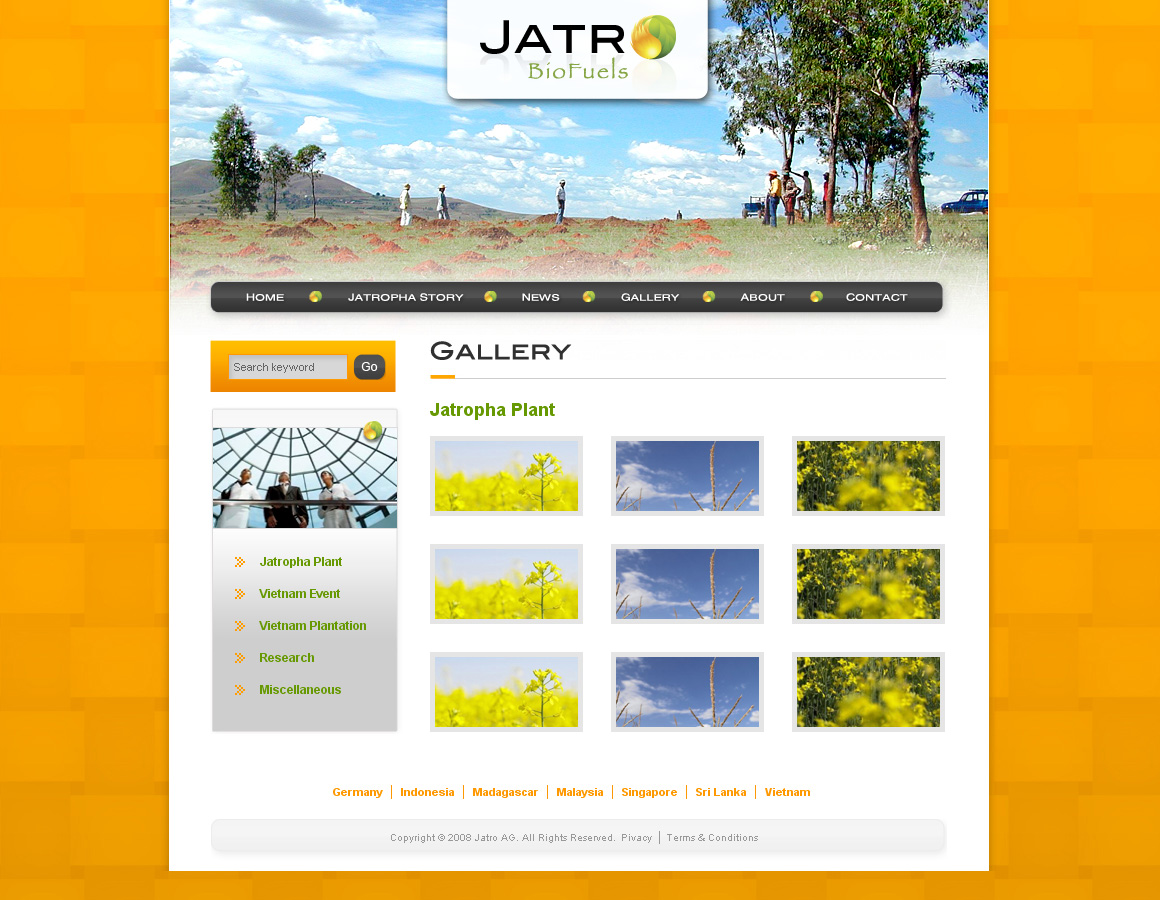 JATRO
BioFuels
HOME JATROPHA STORY NEWS GALLERY ABOUT CONTACT
Search keyword Go
GALLERY
Jatropha Plant
Jatropha Plant
Vietnam Event
Vietnam Plantation
Research
Miscellaneous
Germany Indonesia Madagascar Malaysia Singapore Sri Lanka Vietnam
Copyright © 2008 Jatro AG. All Rights Reserved. Pivacy | Terms & Conditions